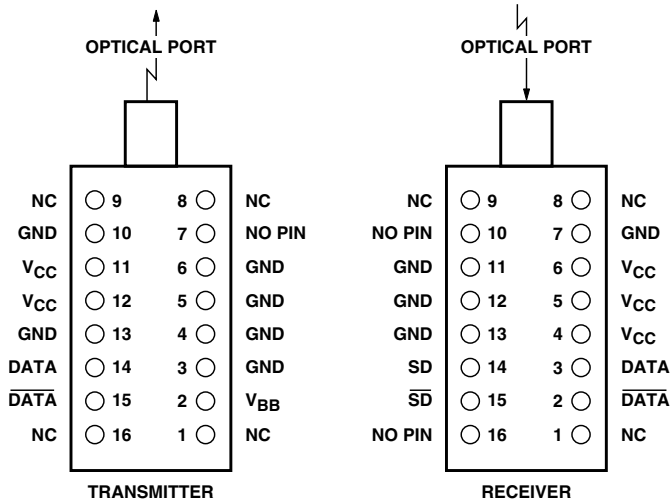 OPTICAL PORT
NC 9 8 NC
GND 10 7 NO PIN
VCC 11 6 GND
VCC 12 5 GND
GND 13 4 GND
DATA 14 3 GND
D̅A̅T̅A̅ 15 2 VBB
NC 16 1 NC
TRANSMITTER
OPTICAL PORT
NC 9 8 NC
NO PIN 10 7 GND
GND 11 6 VCC
GND 12 5 VCC
GND 13 4 VCC
SD 14 3 DATA
S̅D̅ 15 2 D̅A̅T̅A̅
NO PIN 16 1 NC
RECEIVER